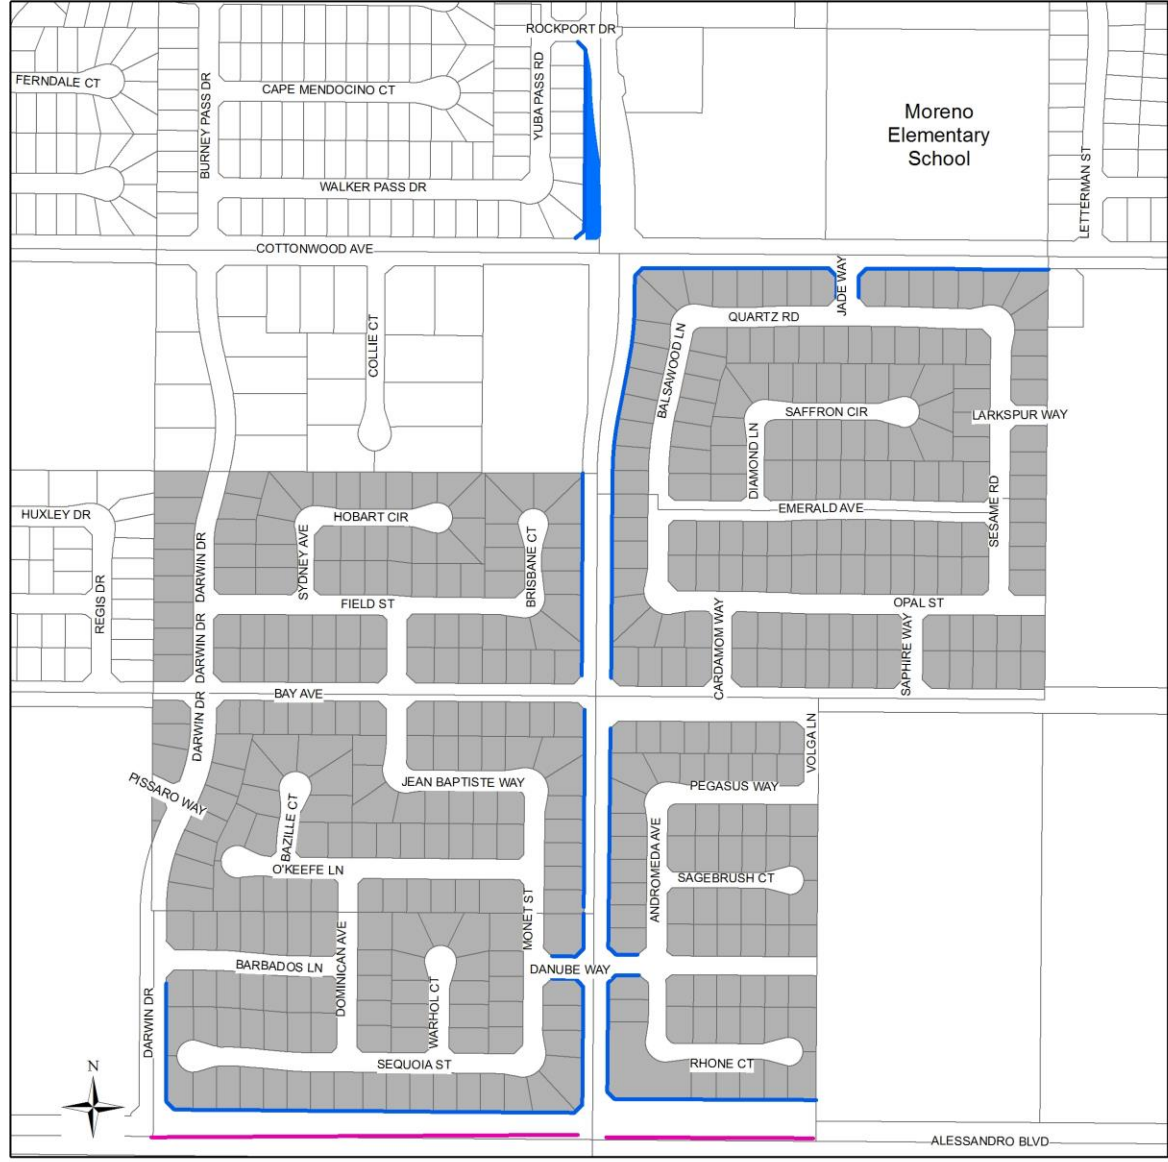 ROCKPORT DR
FERNDALE CT
BURNEY PASS DR
CAPE MENDOCINO CT
YUBA PASS RD
Moreno
Elementary
School
LETTERMAN ST
WALKER PASS DR
COTTONWOOD AVE
JADE WAY
COLLIE CT
QUARTZ RD
BALSAWOOD LN
SAFFRON CIR
LARKSPUR WAY
DIAMOND LN
EMERALD AVE
SESAME RD
HUXLEY DR
HOBART CIR
SYDNEY AVE
BRISBANE CT
DARWIN DR
REGIS DR
FIELD ST
OPAL ST
CARDAMOM WAY
SAPHIRE WAY
DARWIN DR
BAY AVE
DARWIN DR
VOLGA LN
PISSARO WAY
JEAN BAPTISTE WAY
PEGASUS WAY
BAZILLE CT
O'KEEFE LN
ANDROMEDA AVE
SAGEBRUSH CT
MONET ST
BARBADOS LN
DOMINICAN AVE
DANUBE WAY
WARHOL CT
DARWIN DR
SEQUOIA ST
RHONE CT
N
ALESSANDRO BLVD